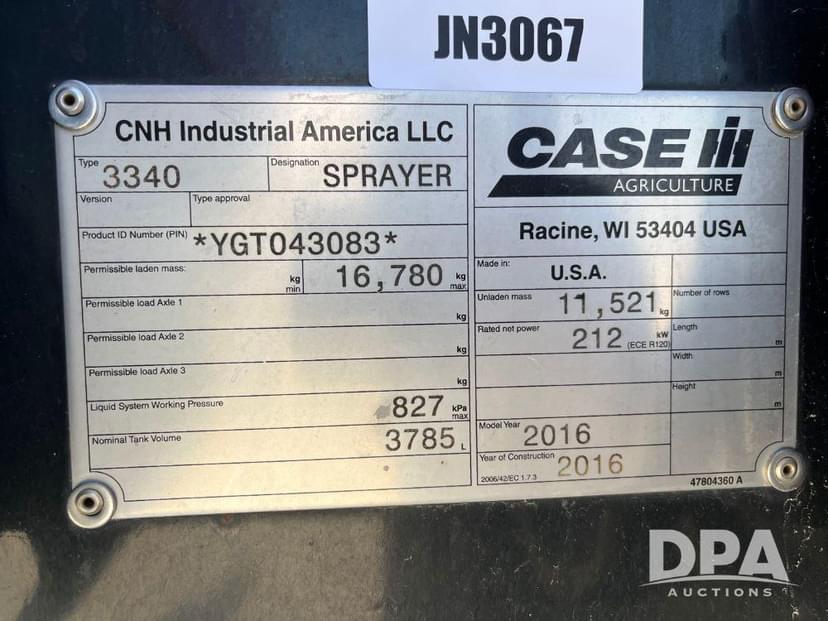 JN3067
CNH Industrial America LLC
Type 3340 Designation SPRAYER
Version Type approval
Product ID Number (PIN) *YGT043083*
Permissible laden mass: kg min 16,780 kg max
Permissible load Axle 1 kg
Permissible load Axle 2 kg
Permissible load Axle 3 kg
Liquid System Working Pressure 827 kPa max
Nominal Tank Volume 3785 L
CASE IH
AGRICULTURE
Racine, WI 53404 USA
Made in: U.S.A.
Unladen mass 11,521 kg Number of rows
Rated net power 212 kW (ECE R120) Length m
Width m
Height m
Model Year 2016
Year of Construction 2016
2006/42/EC 1.7.3 47804360 A
DPA
AUCTIONS